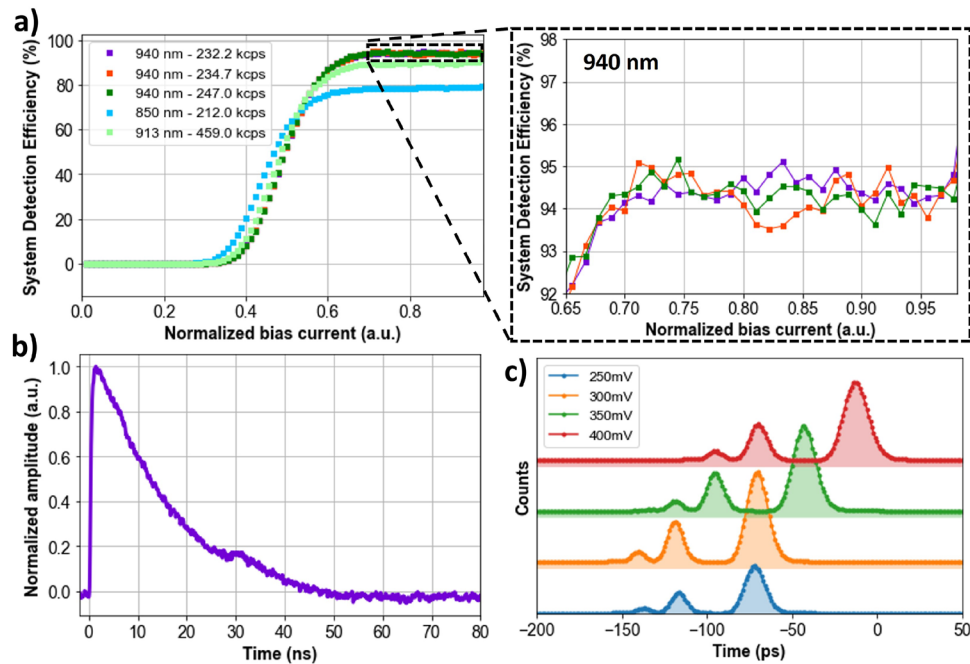 a)
System Detection Efficiency (%)
100
80
60
40
20
0
940 nm - 232.2 kcps
940 nm - 234.7 kcps
940 nm - 247.0 kcps
850 nm - 212.0 kcps
913 nm - 459.0 kcps
0.0 0.2 0.4 0.6 0.8
Normalized bias current (a.u.)
System Detection Efficiency (%)
98
97
96
95
94
93
92
940 nm
0.65 0.70 0.75 0.80 0.85 0.90 0.95
Normalized bias current (a.u.)
b)
Normalized amplitude (a.u.)
1.0
0.8
0.6
0.4
0.2
0.0
0 10 20 30 40 50 60 70 80
Time (ns)
c)
Counts
250mV
300mV
350mV
400mV
−200 −150 −100 −50 0 50
Time (ps)